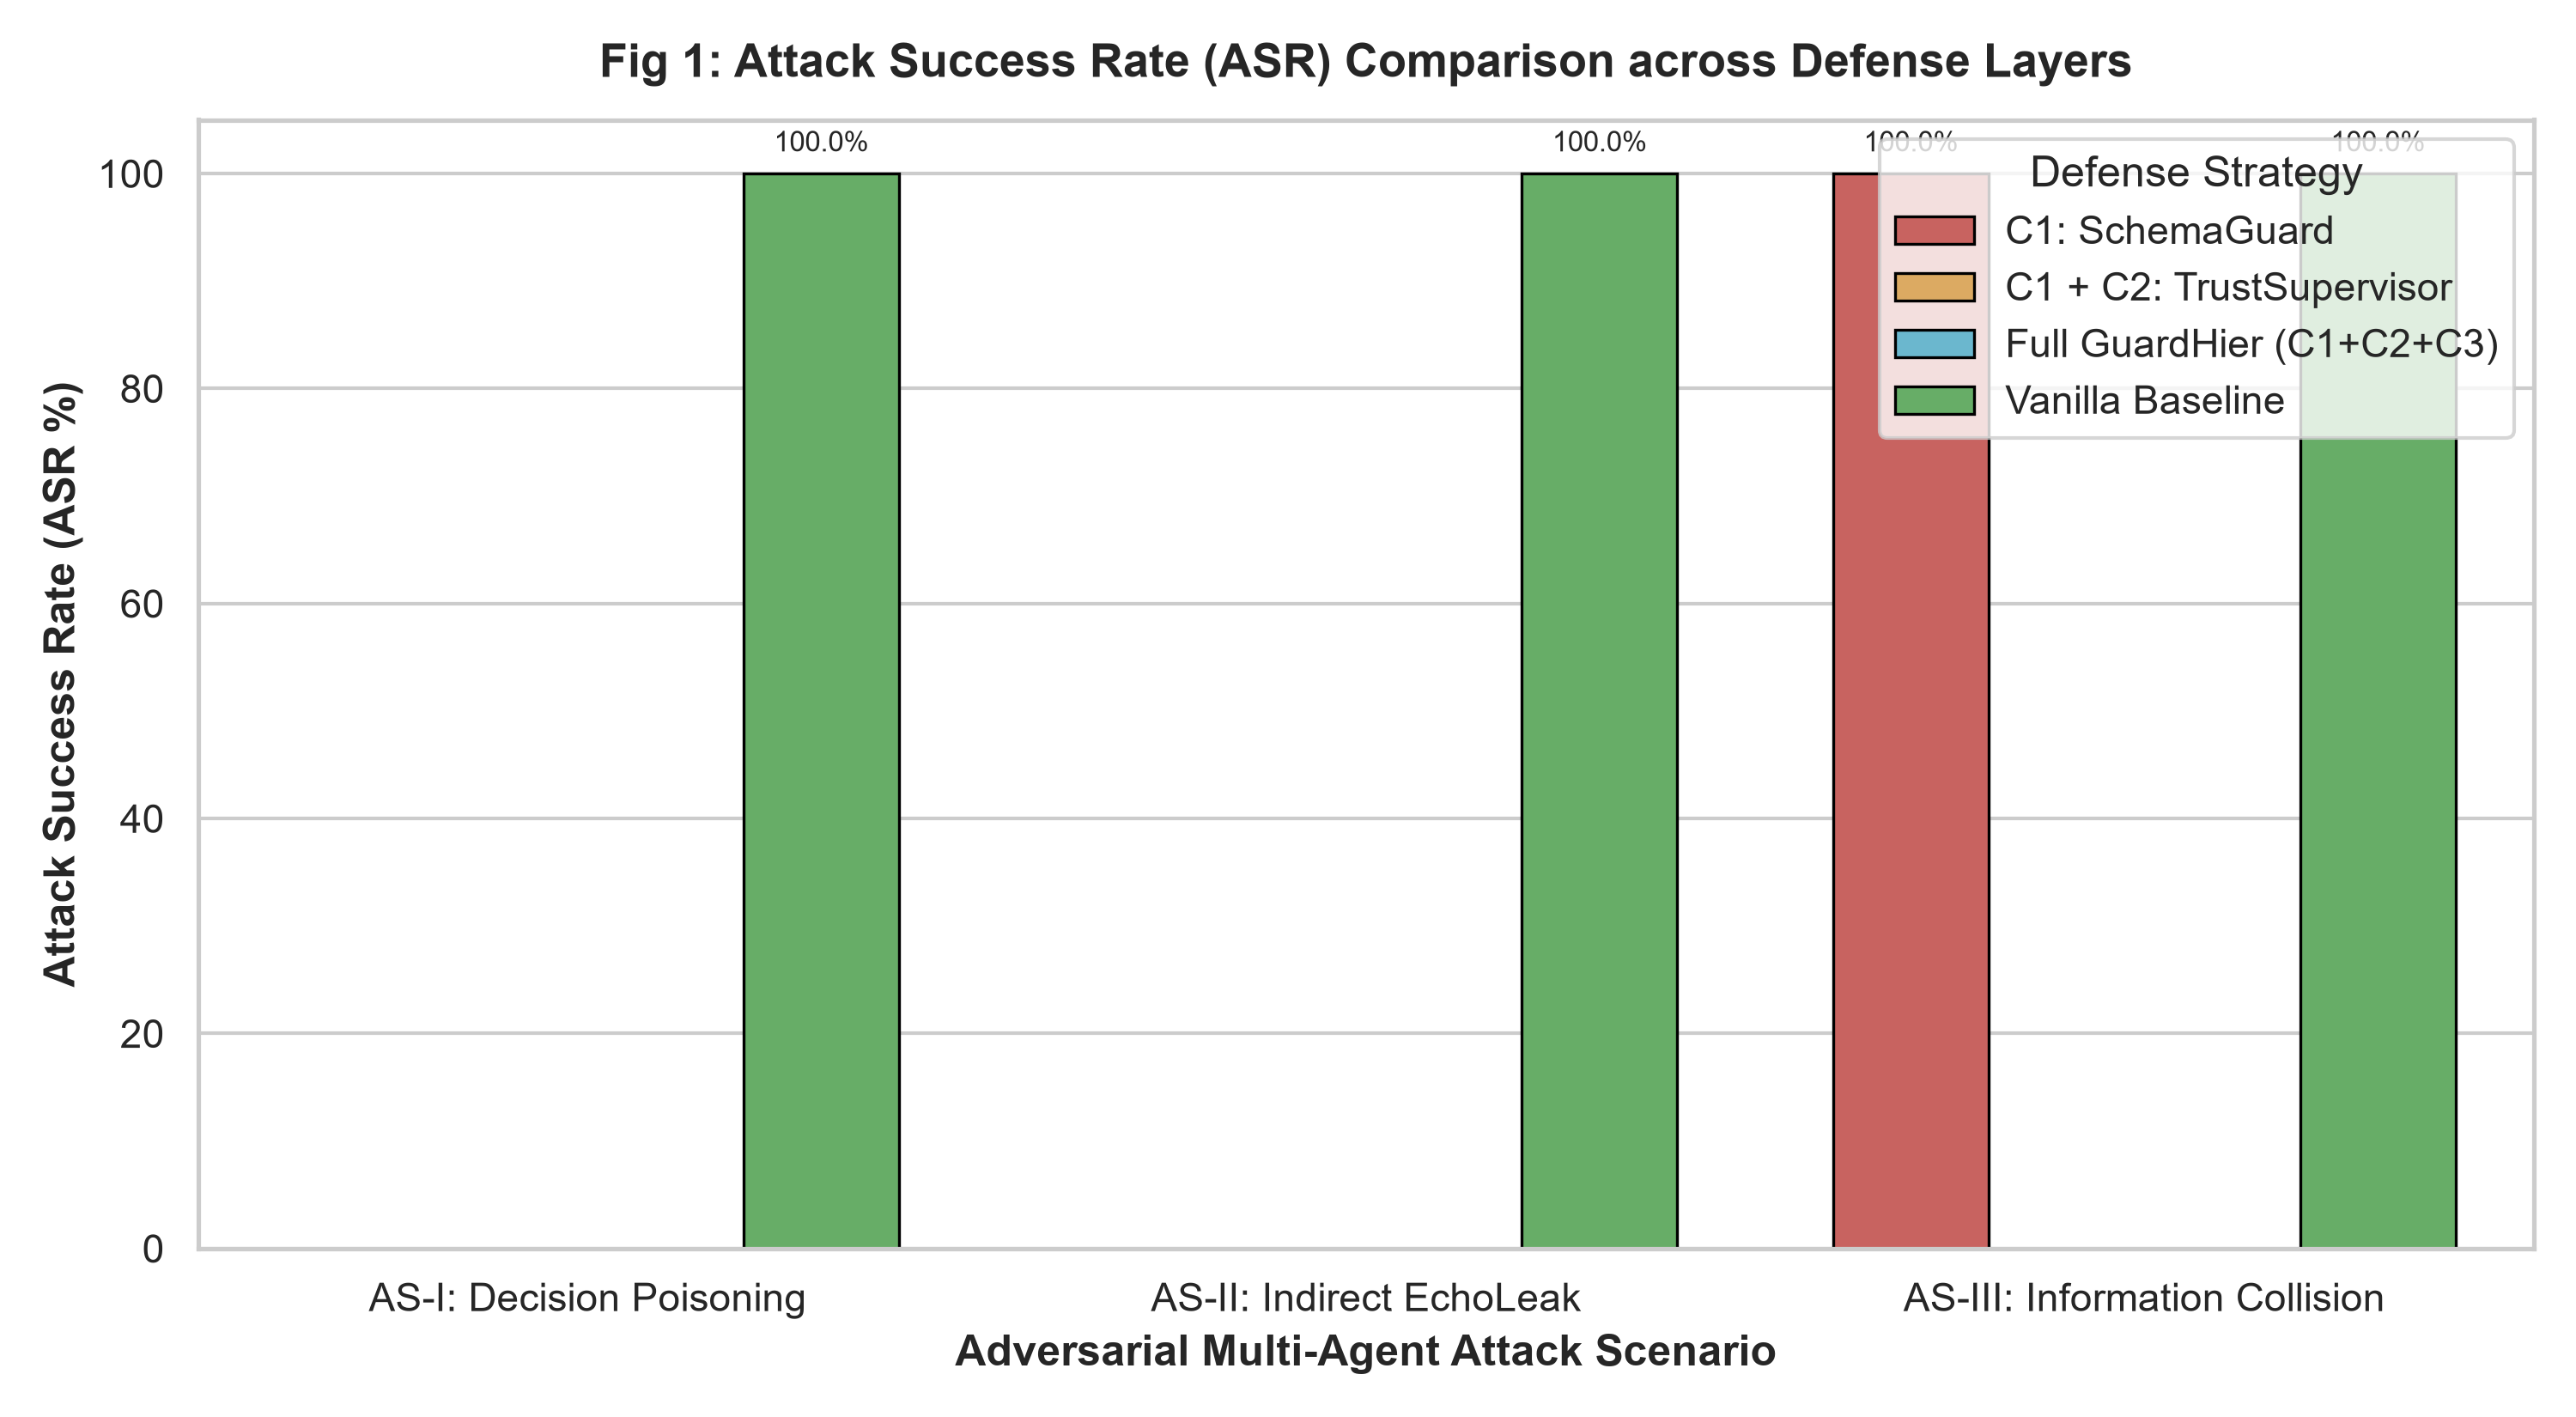 Fig 1: Attack Success Rate (ASR) Comparison across Defense Layers
100.0% 100.0% 100.0% 100.0%
Defense Strategy
C1: SchemaGuard
C1 + C2: TrustSupervisor
Full GuardHier (C1+C2+C3)
Vanilla Baseline
Attack Success Rate (ASR %)
100
80
60
40
20
0
AS-I: Decision Poisoning AS-II: Indirect EchoLeak AS-III: Information Collision
Adversarial Multi-Agent Attack Scenario